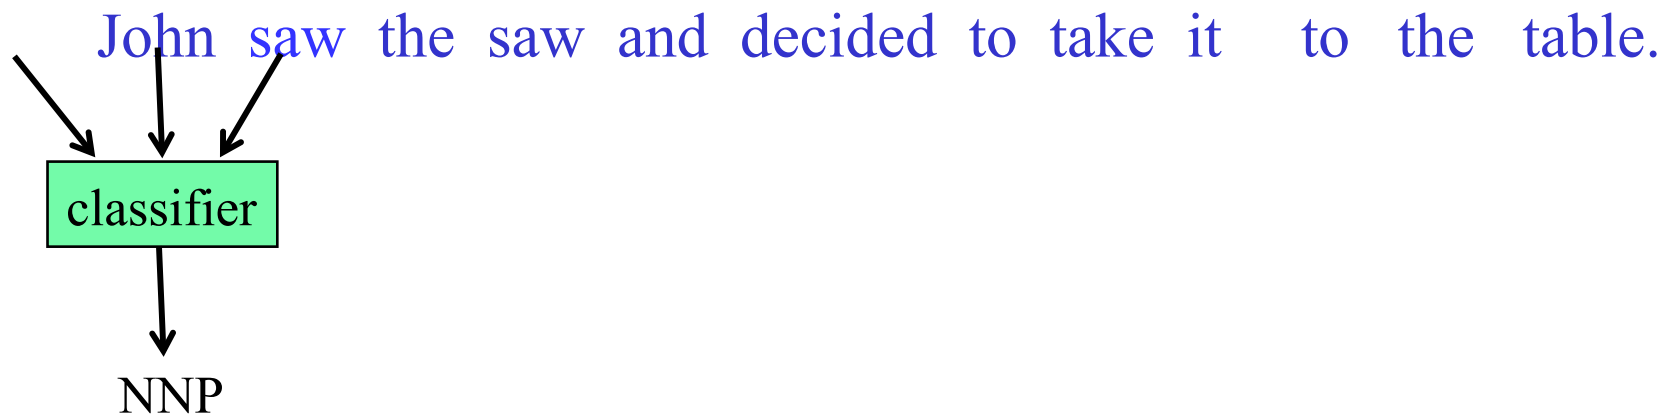 John saw the saw and decided to take it to the table.
classifier
NNP